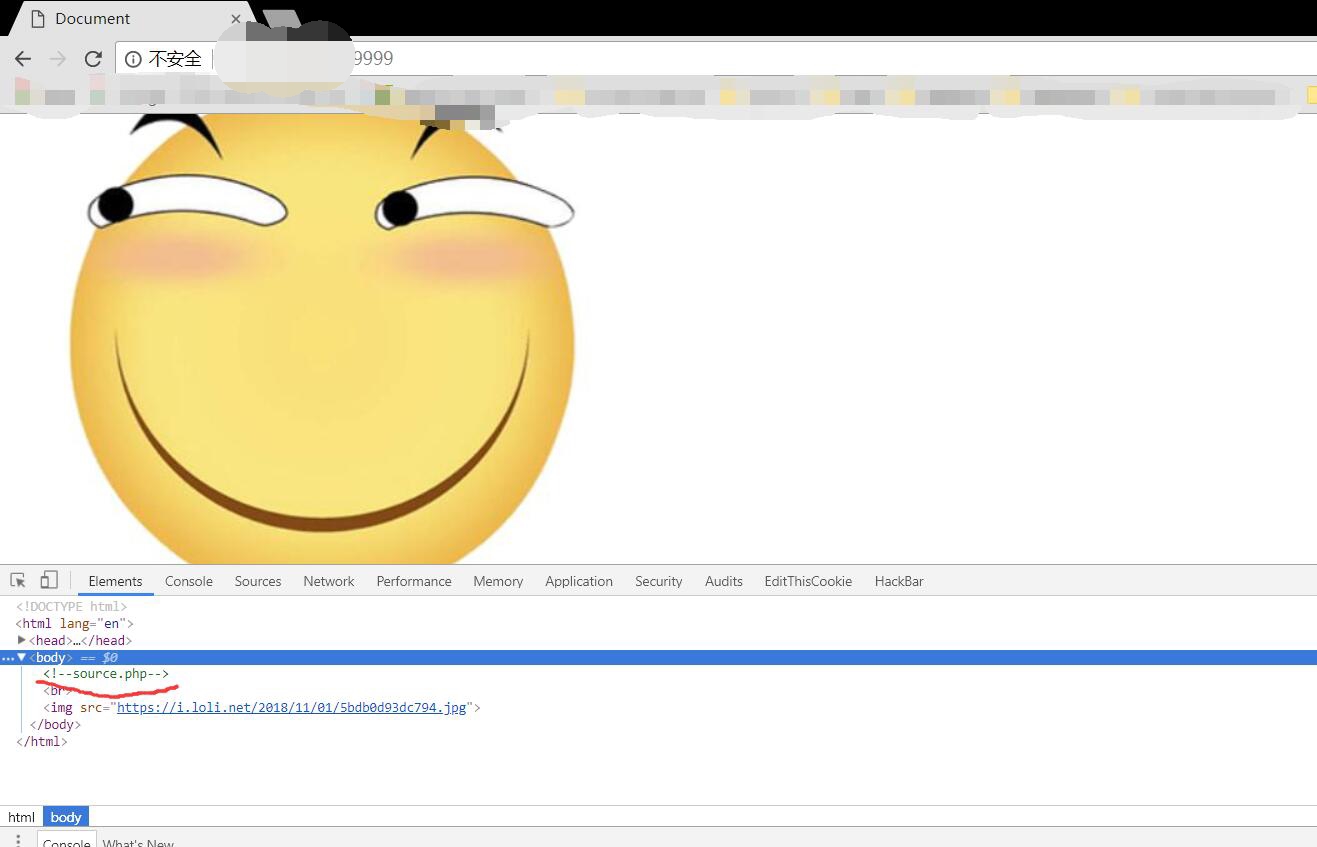 Document
不安全
9999
Elements Console Sources Network Performance Memory Application Security Audits EditThisCookie HackBar
<!DOCTYPE html>
<html lang="en">
<head>…</head>
<body> == $0
<!--source.php-->
<br>
<img src="https://i.loli.net/2018/11/01/5bdb0d93dc794.jpg">
</body>
</html>
html body
Console What's New